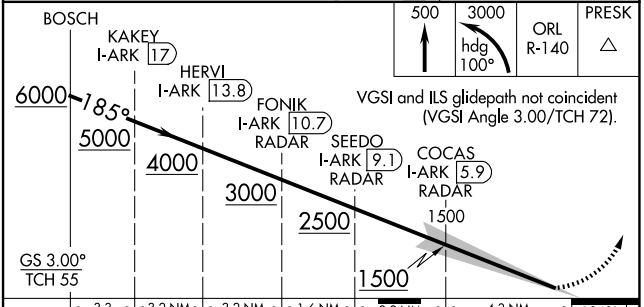 BOSCH
KAKEY
I-ARK 17
HERVI
I-ARK 13.8
FONIK
I-ARK 10.7
RADAR
SEEDO
I-ARK 9.1
RADAR
COCAS
I-ARK 5.9
RADAR
500
3000
hdg
100°
ORL
R-140
PRESK
VGSI and ILS glidepath not coincident
(VGSI Angle 3.00/TCH 72).
6000
185°
5000
4000
3000
2500
1500
1500
GS 3.00°
TCH 55